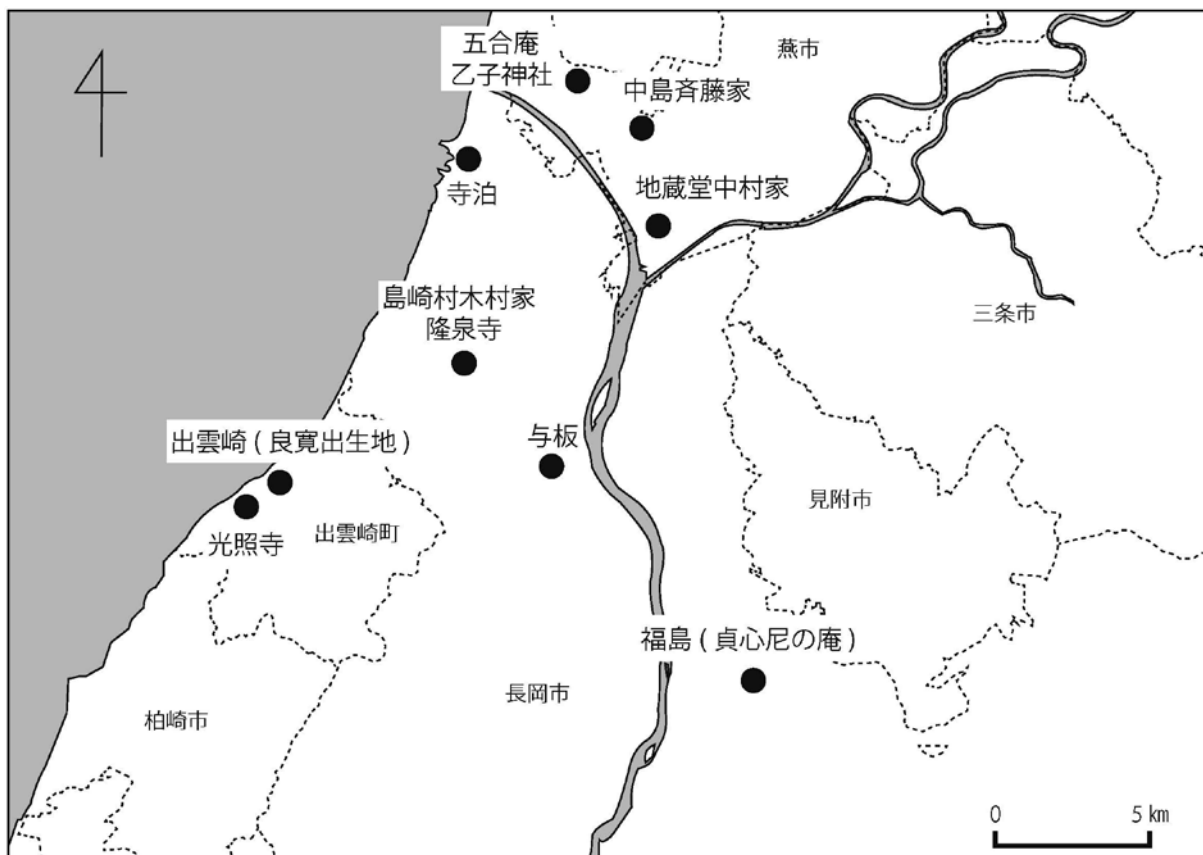 五合庵
乙子神社
燕市
中島斉藤家
寺泊
地蔵堂中村家
島崎村木村家
隆泉寺
三条市
出雲崎 ( 良寛出生地 )
与板
見附市
光照寺
出雲崎町
福島 ( 貞心尼の庵 )
長岡市
柏崎市
0 5 km